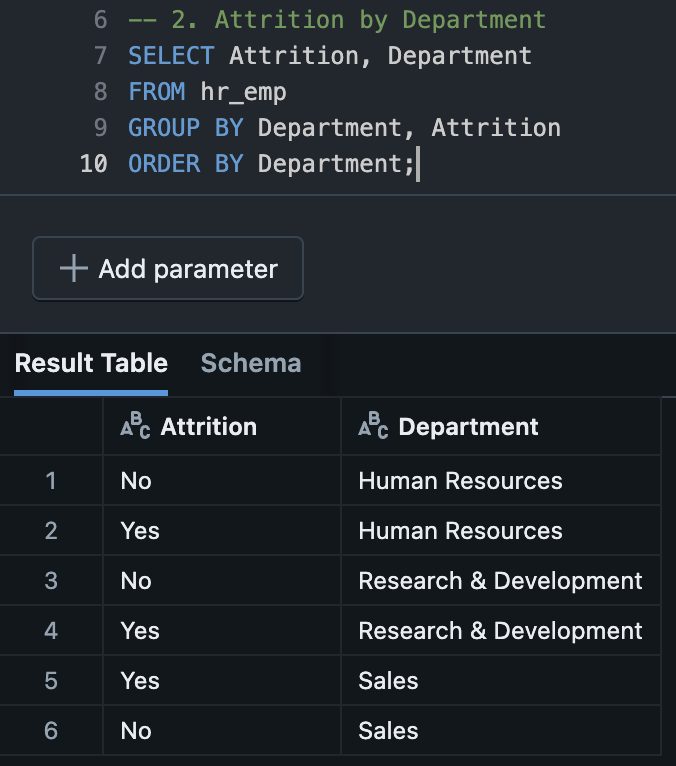 6 -- 2. Attrition by Department
7 SELECT Attrition, Department
8 FROM hr_emp
9 GROUP BY Department, Attrition
10 ORDER BY Department;
+ Add parameter
Result Table Schema
ABC Attrition ABC Department
1 No Human Resources
2 Yes Human Resources
3 No Research & Development
4 Yes Research & Development
5 Yes Sales
6 No Sales